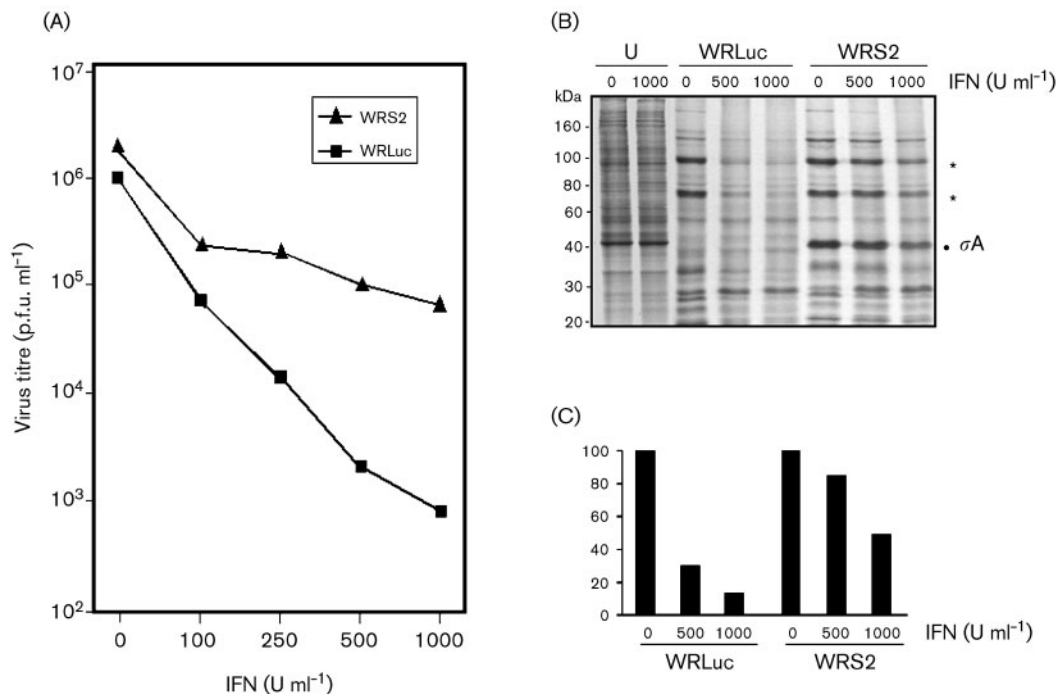 (A)
10⁷
10⁶
10⁵
10⁴
10³
10²
Virus titre (p.f.u. ml⁻¹)
WRS2
WRLuc
0 100 250 500 1000
IFN (U ml⁻¹)
(B)
U WRLuc WRS2
0 1000 0 500 1000 0 500 1000 IFN (U ml⁻¹)
kDa
160
100 *
80 *
60
40 • σA
30
20
(C)
100
80
60
40
20
0
0 500 1000 0 500 1000 IFN (U ml⁻¹)
WRLuc WRS2